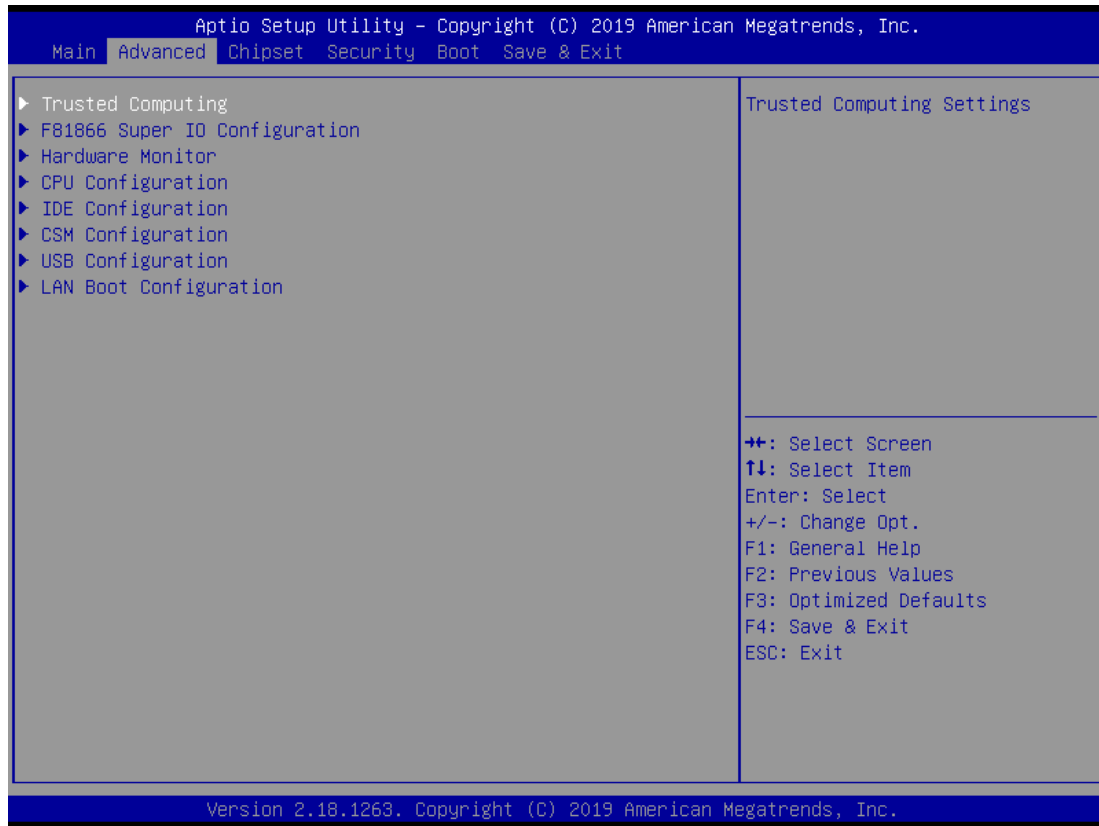 Aptio Setup Utility – Copyright (C) 2019 American Megatrends, Inc.
Main Advanced Chipset Security Boot Save & Exit
▶ Trusted Computing
▶ F81866 Super IO Configuration
▶ Hardware Monitor
▶ CPU Configuration
▶ IDE Configuration
▶ CSM Configuration
▶ USB Configuration
▶ LAN Boot Configuration
Trusted Computing Settings
→←: Select Screen
↑↓: Select Item
Enter: Select
+/-: Change Opt.
F1: General Help
F2: Previous Values
F3: Optimized Defaults
F4: Save & Exit
ESC: Exit
Version 2.18.1263. Copyright (C) 2019 American Megatrends, Inc.